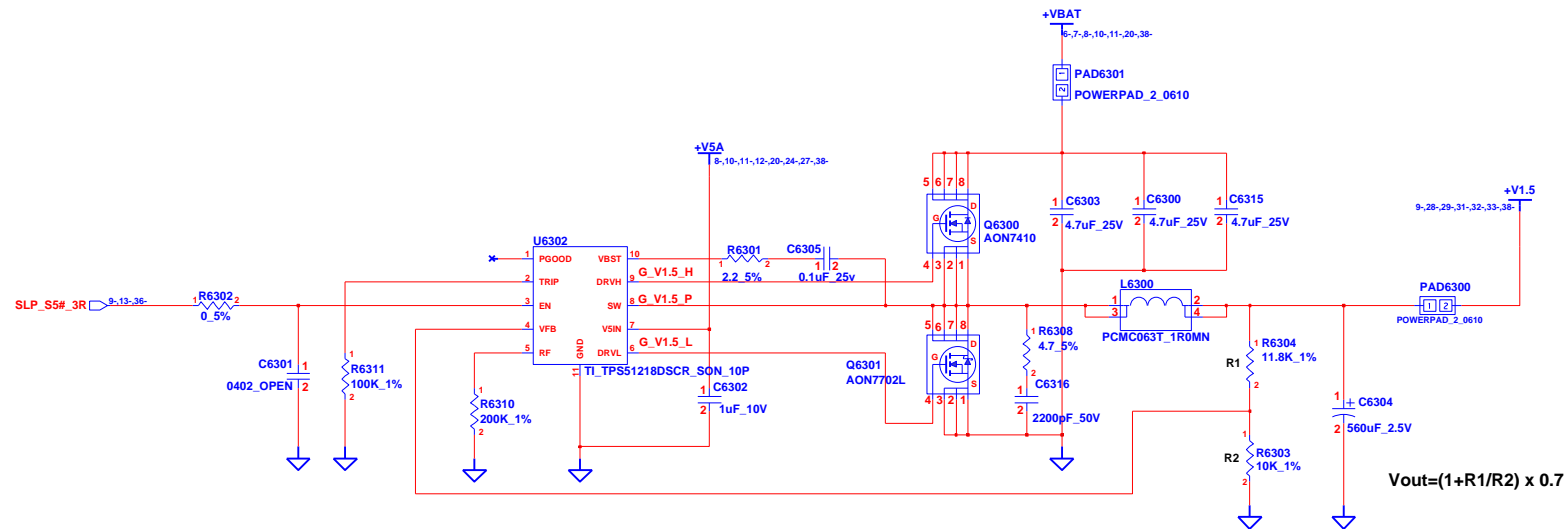 +VBAT
6-,7-,8-,10-,11-,20-,38-
1
2
PAD6301
POWERPAD_2_0610
+V5A
8-,10-,11-,12-,20-,24-,27-,38-
5 6 7 8
D
G
S
4 3 2 1
Q6300
AON7410
1
2
C6303
4.7uF_25V
1
2
C6300
4.7uF_25V
1
2
C6315
4.7uF_25V
+V1.5
9-,28-,29-,31-,32-,33-,38-
U6302
1 PGOOD
2 TRIP
3 EN
4 VFB
5 RF
VBST 10
DRVH 9
SW 8
V5IN 7
DRVL 6
GND
11
TI_TPS51218DSCR_SON_10P
R6301
1 2
2.2_5%
C6305
1 2
0.1uF_25v
G_V1.5_H
G_V1.5_P
G_V1.5_L
SLP_S5#_3R
9-,13-,36-
1 R6302 2
0_5%
C6301
1
2
0402_OPEN
1
R6311
100K_1%
2
1
R6310
200K_1%
2
C6302
1
2
1uF_10V
5 6 7 8
D
G
S
4 3 2 1
Q6301
AON7702L
1
R6308
4.7_5%
2
C6316
1
2
2200pF_50V
L6300
1 2
3 4
PCMC063T_1R0MN
PAD6300
1 2
POWERPAD_2_0610
1
R6304
11.8K_1%
R1
2
1
R6303
10K_1%
R2
2
1
+
C6304
2
560uF_2.5V
Vout=(1+R1/R2) x 0.7